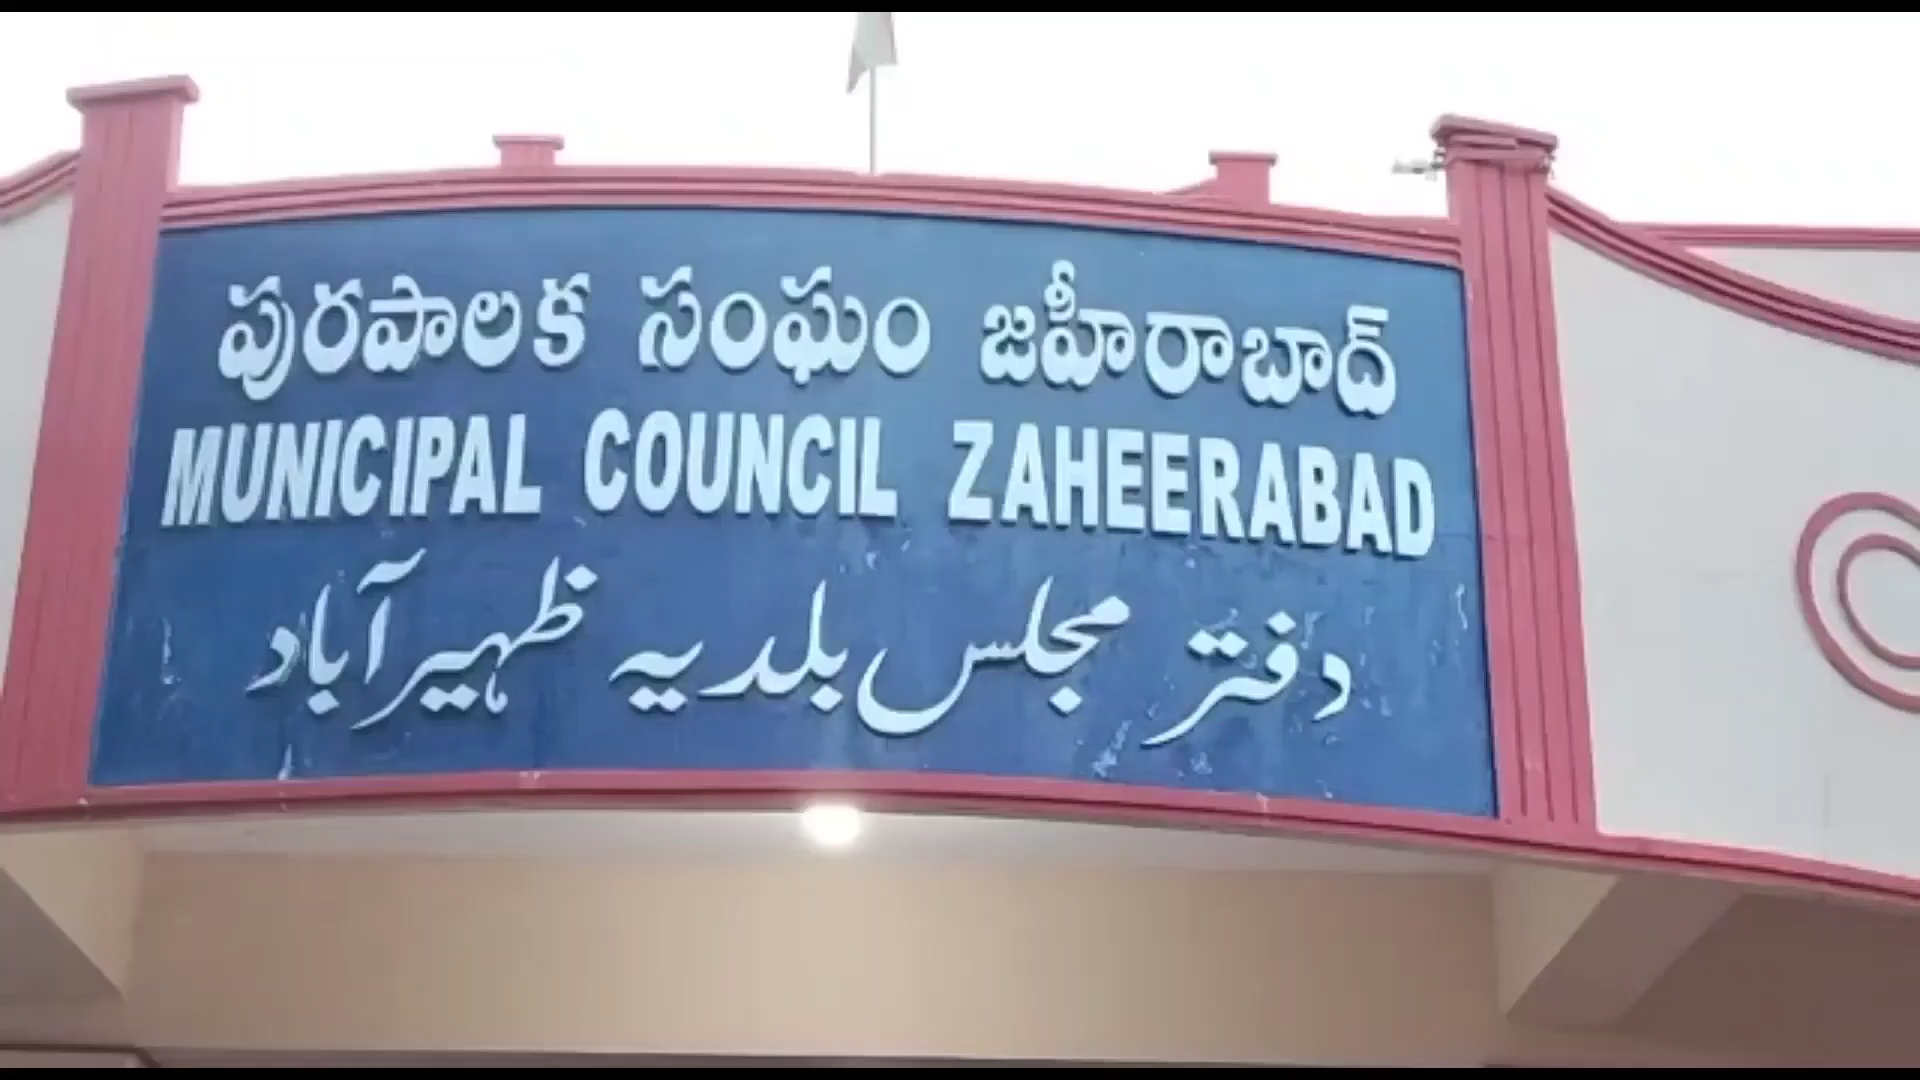 పురపాలక సంఘం జహీరాబాద్
MUNICIPAL COUNCIL ZAHEERABAD
دفتر مجلس بلدیہ ظہیرآباد